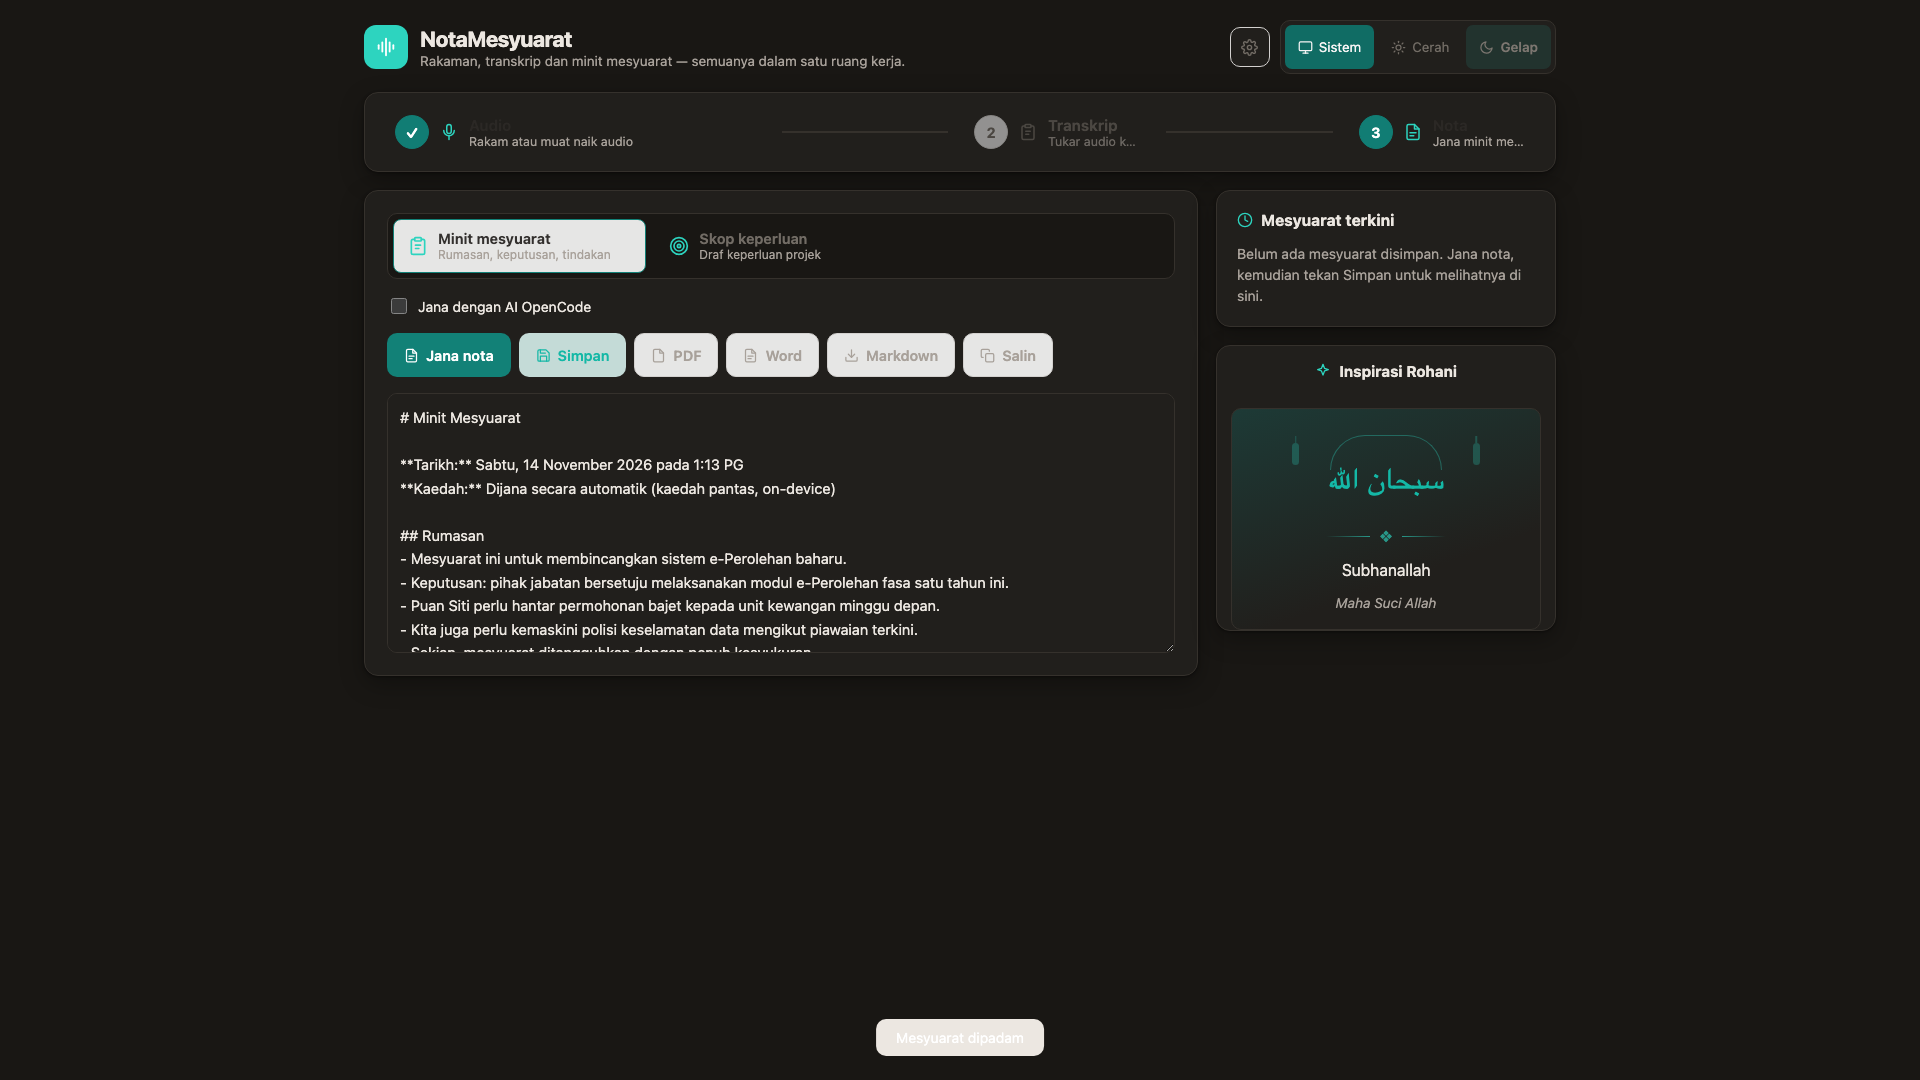 NotaMesyuarat
Rakaman, transkrip dan minit mesyuarat — semuanya dalam satu ruang kerja.
Sistem
Cerah
Gelap
Audio
Rakam atau muat naik audio
2
Transkrip
Tukar audio k...
3
Nota
Jana minit me...
Minit mesyuarat
Rumasan, keputusan, tindakan
Skop keperluan
Draf keperluan projek
Jana dengan AI OpenCode
Jana nota
Simpan
PDF
Word
Markdown
Salin
# Minit Mesyuarat
**Tarikh:** Sabtu, 14 November 2026 pada 1:13 PG
**Kaedah:** Dijana secara automatik (kaedah pantas, on-device)
## Rumasan
- Mesyuarat ini untuk membincangkan sistem e-Perolehan baharu.
- Keputusan: pihak jabatan bersetuju melaksanakan modul e-Perolehan fasa satu tahun ini.
- Puan Siti perlu hantar permohonan bajet kepada unit kewangan minggu depan.
- Kita juga perlu kemaskini polisi keselamatan data mengikut piawaian terkini.
- Sekian, mesyuarat ditangguhkan dengan penuh kesyukuran.
Mesyuarat terkini
Belum ada mesyuarat disimpan. Jana nota,
kemudian tekan Simpan untuk melihatnya di
sini.
Inspirasi Rohani
سبحان الله
Subhanallah
Maha Suci Allah
Mesyuarat dipadam